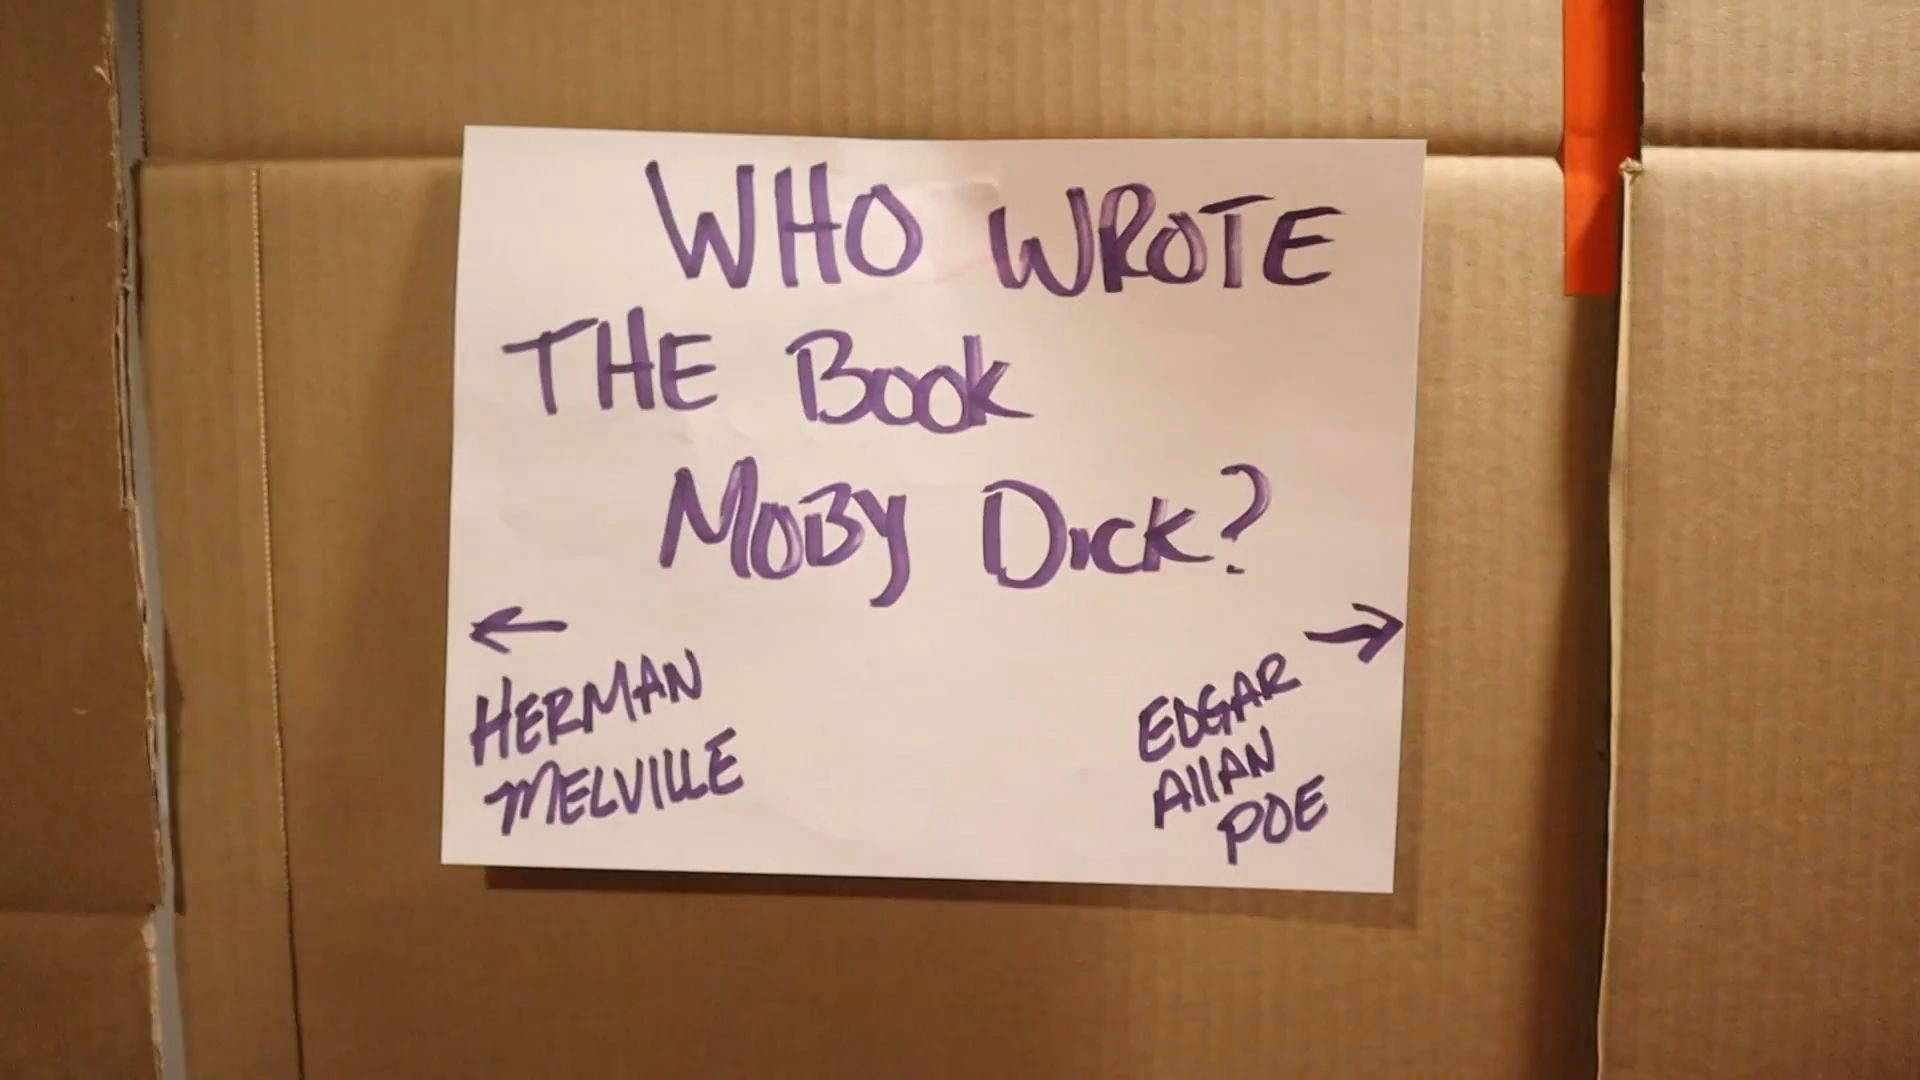 WHO WROTE
THE Book
MOBY DICK?
← →
HERMAN
MELVILLE
EDGAR
AllAN
POE